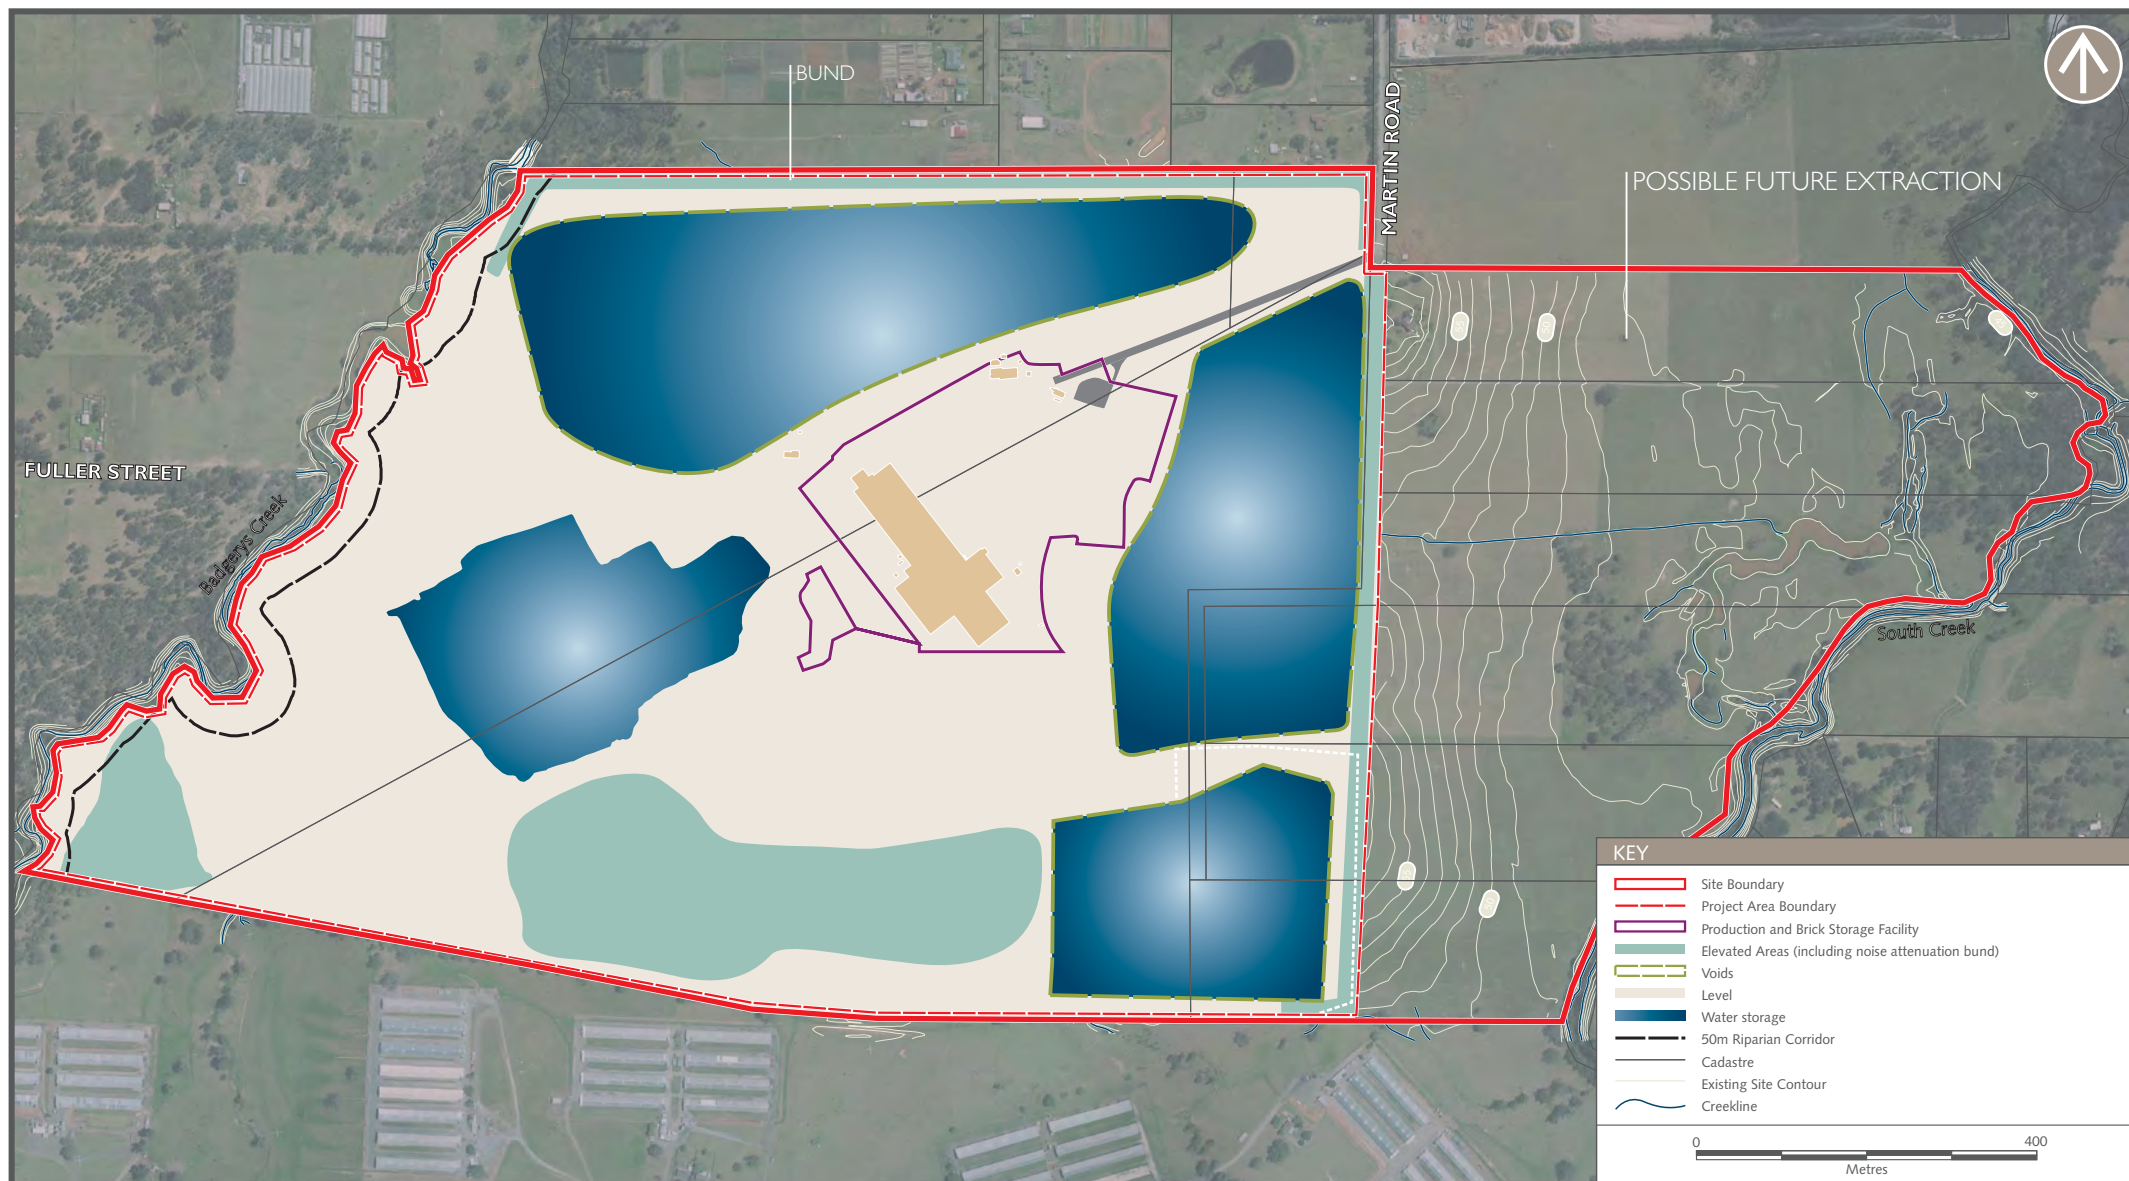 BUND
MARTIN ROAD
POSSIBLE FUTURE EXTRACTION
FULLER STREET
Badgerys Creek
50
South Creek
50
KEY
Site Boundary
Project Area Boundary
Production and Brick Storage Facility
Elevated Areas (including noise attenuation bund)
Voids
Level
Water storage
50m Riparian Corridor
Cadastre
Existing Site Contour
Creekline
0 400
Metres